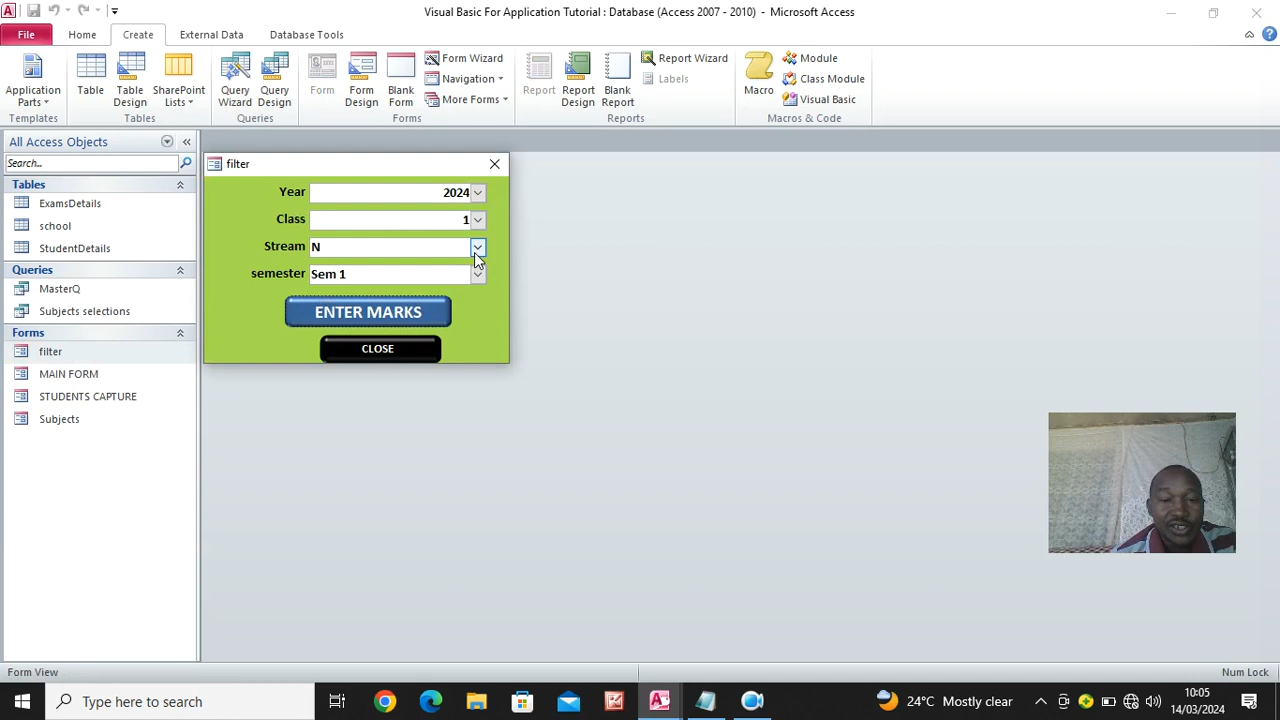 Visual Basic For Application Tutorial : Database (Access 2007 - 2010) - Microsoft Access
File Home Create External Data Database Tools
Application Parts
Table
Table Design
SharePoint Lists
Query Wizard
Query Design
Form
Form Design
Blank Form
Form Wizard
Navigation
More Forms
Report
Report Design
Blank Report
Report Wizard
Labels
Macro
Module
Class Module
Visual Basic
Templates Tables Queries Forms Reports Macros & Code
All Access Objects
Search...
Tables
ExamsDetails
school
StudentDetails
Queries
MasterQ
Subjects selections
Forms
filter
MAIN FORM
STUDENTS CAPTURE
Subjects
filter
Year 2024
Class 1
Stream N
semester Sem 1
ENTER MARKS
CLOSE
Form View Num Lock
Type here to search
24°C Mostly clear
10:05
14/03/2024